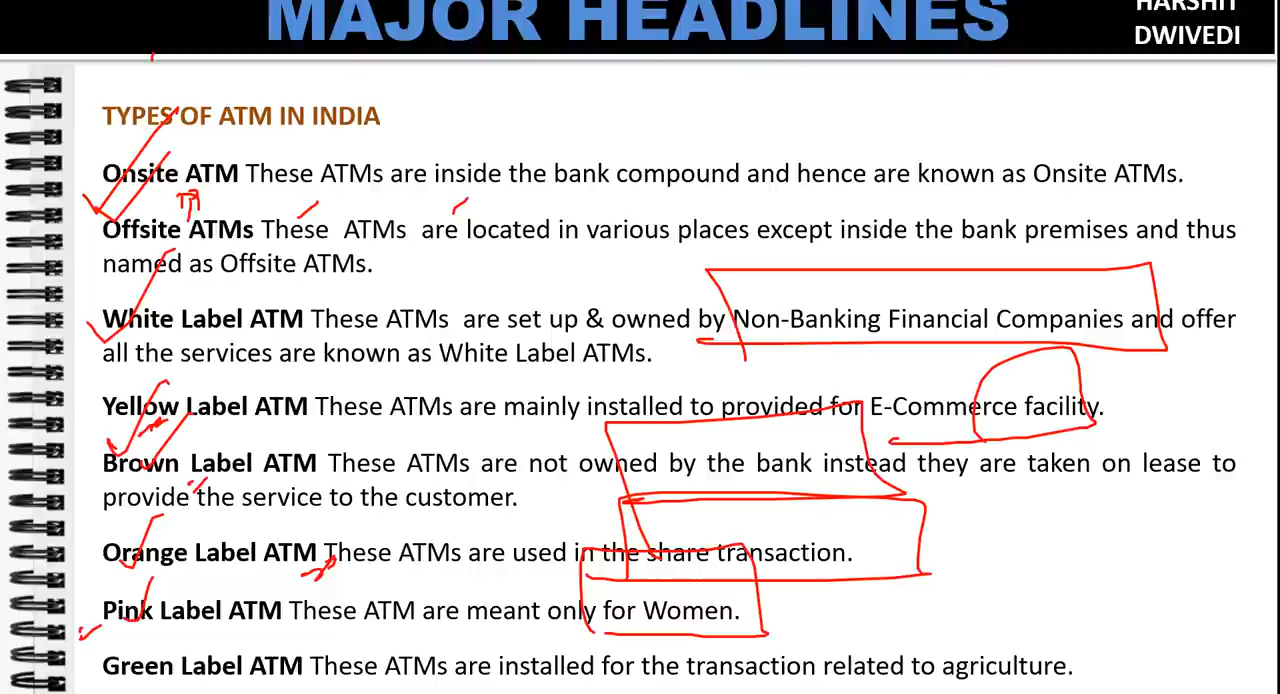 MAJOR HEADLINES
HARSHIT
DWIVEDI
TYPES OF ATM IN INDIA
Onsite ATM These ATMs are inside the bank compound and hence are known as Onsite ATMs.
Offsite ATMs These ATMs are located in various places except inside the bank premises and thus
named as Offsite ATMs.
White Label ATM These ATMs are set up & owned by Non-Banking Financial Companies and offer
all the services are known as White Label ATMs.
Yellow Label ATM These ATMs are mainly installed to provided for E-Commerce facility.
Brown Label ATM These ATMs are not owned by the bank instead they are taken on lease to
provide the service to the customer.
Orange Label ATM These ATMs are used in the share transaction.
Pink Label ATM These ATM are meant only for Women.
Green Label ATM These ATMs are installed for the transaction related to agriculture.